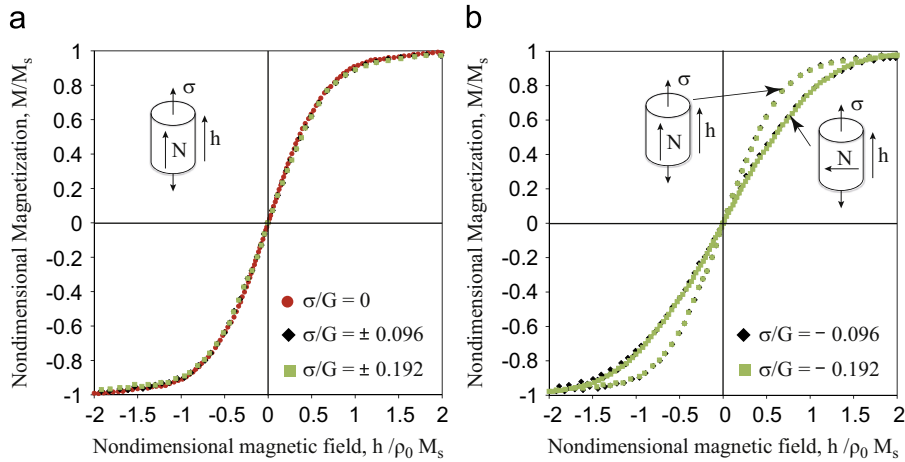 a
Nondimensional Magnetization, M/Mₛ
1
0.8
0.6
0.4
0.2
0
-0.2
-0.4
-0.6
-0.8
-1
σ
N
h
σ/G = 0
σ/G = ± 0.096
σ/G = ± 0.192
-2 -1.5 -1 -0.5 0 0.5 1 1.5 2
Nondimensional magnetic field, h /ρ₀ Mₛ
b
Nondimensional Magnetization, M/Mₛ
1
0.8
0.6
0.4
0.2
0
-0.2
-0.4
-0.6
-0.8
-1
σ
N
h
σ
N
h
σ/G = − 0.096
σ/G = − 0.192
-2 -1.5 -1 -0.5 0 0.5 1 1.5 2
Nondimensional magnetic field, h /ρ₀ Mₛ